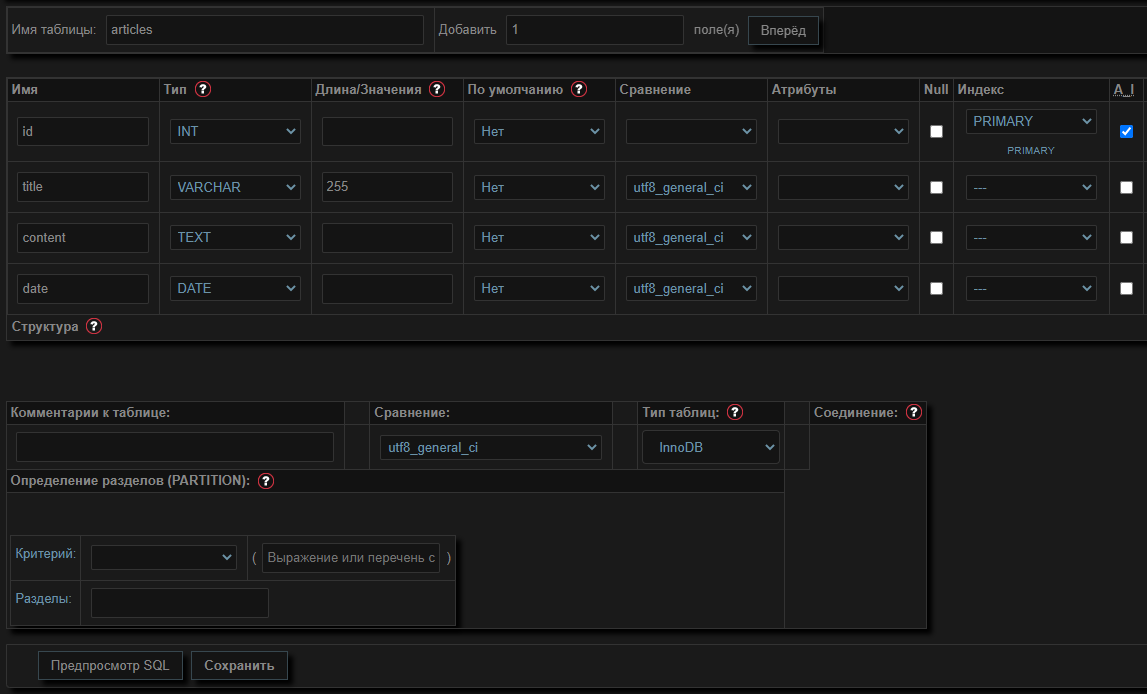 Имя таблицы: articles Добавить 1 поле(я) Вперёд
Имя Тип ? Длина/Значения ? По умолчанию ? Сравнение Атрибуты Null Индекс A_I
id INT Нет PRIMARY
PRIMARY
title VARCHAR 255 Нет utf8_general_ci ---
content TEXT Нет utf8_general_ci ---
date DATE Нет utf8_general_ci ---
Структура ?
Комментарии к таблице: Сравнение: Тип таблиц: ? Соединение: ?
utf8_general_ci InnoDB
Определение разделов (PARTITION): ?
Критерий: ( Выражение или перечень с )
Разделы:
Предпросмотр SQL Сохранить